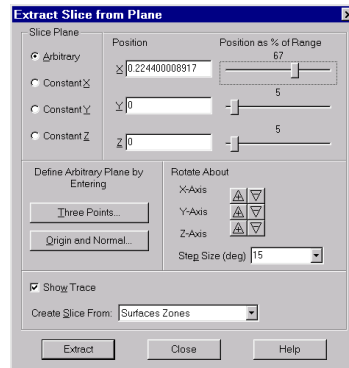 Extract Slice from Plane
Slice Plane
Arbitrary
Constant X
Constant Y
Constant Z
Position
X 0.224400008917
Y 0
Z 0
Position as % of Range
67
5
5
Define Arbitrary Plane by Entering
Three Points...
Origin and Normal...
Rotate About
X-Axis
Y-Axis
Z-Axis
Step Size (deg) 15
Show Trace
Create Slice From: Surfaces Zones
Extract Close Help